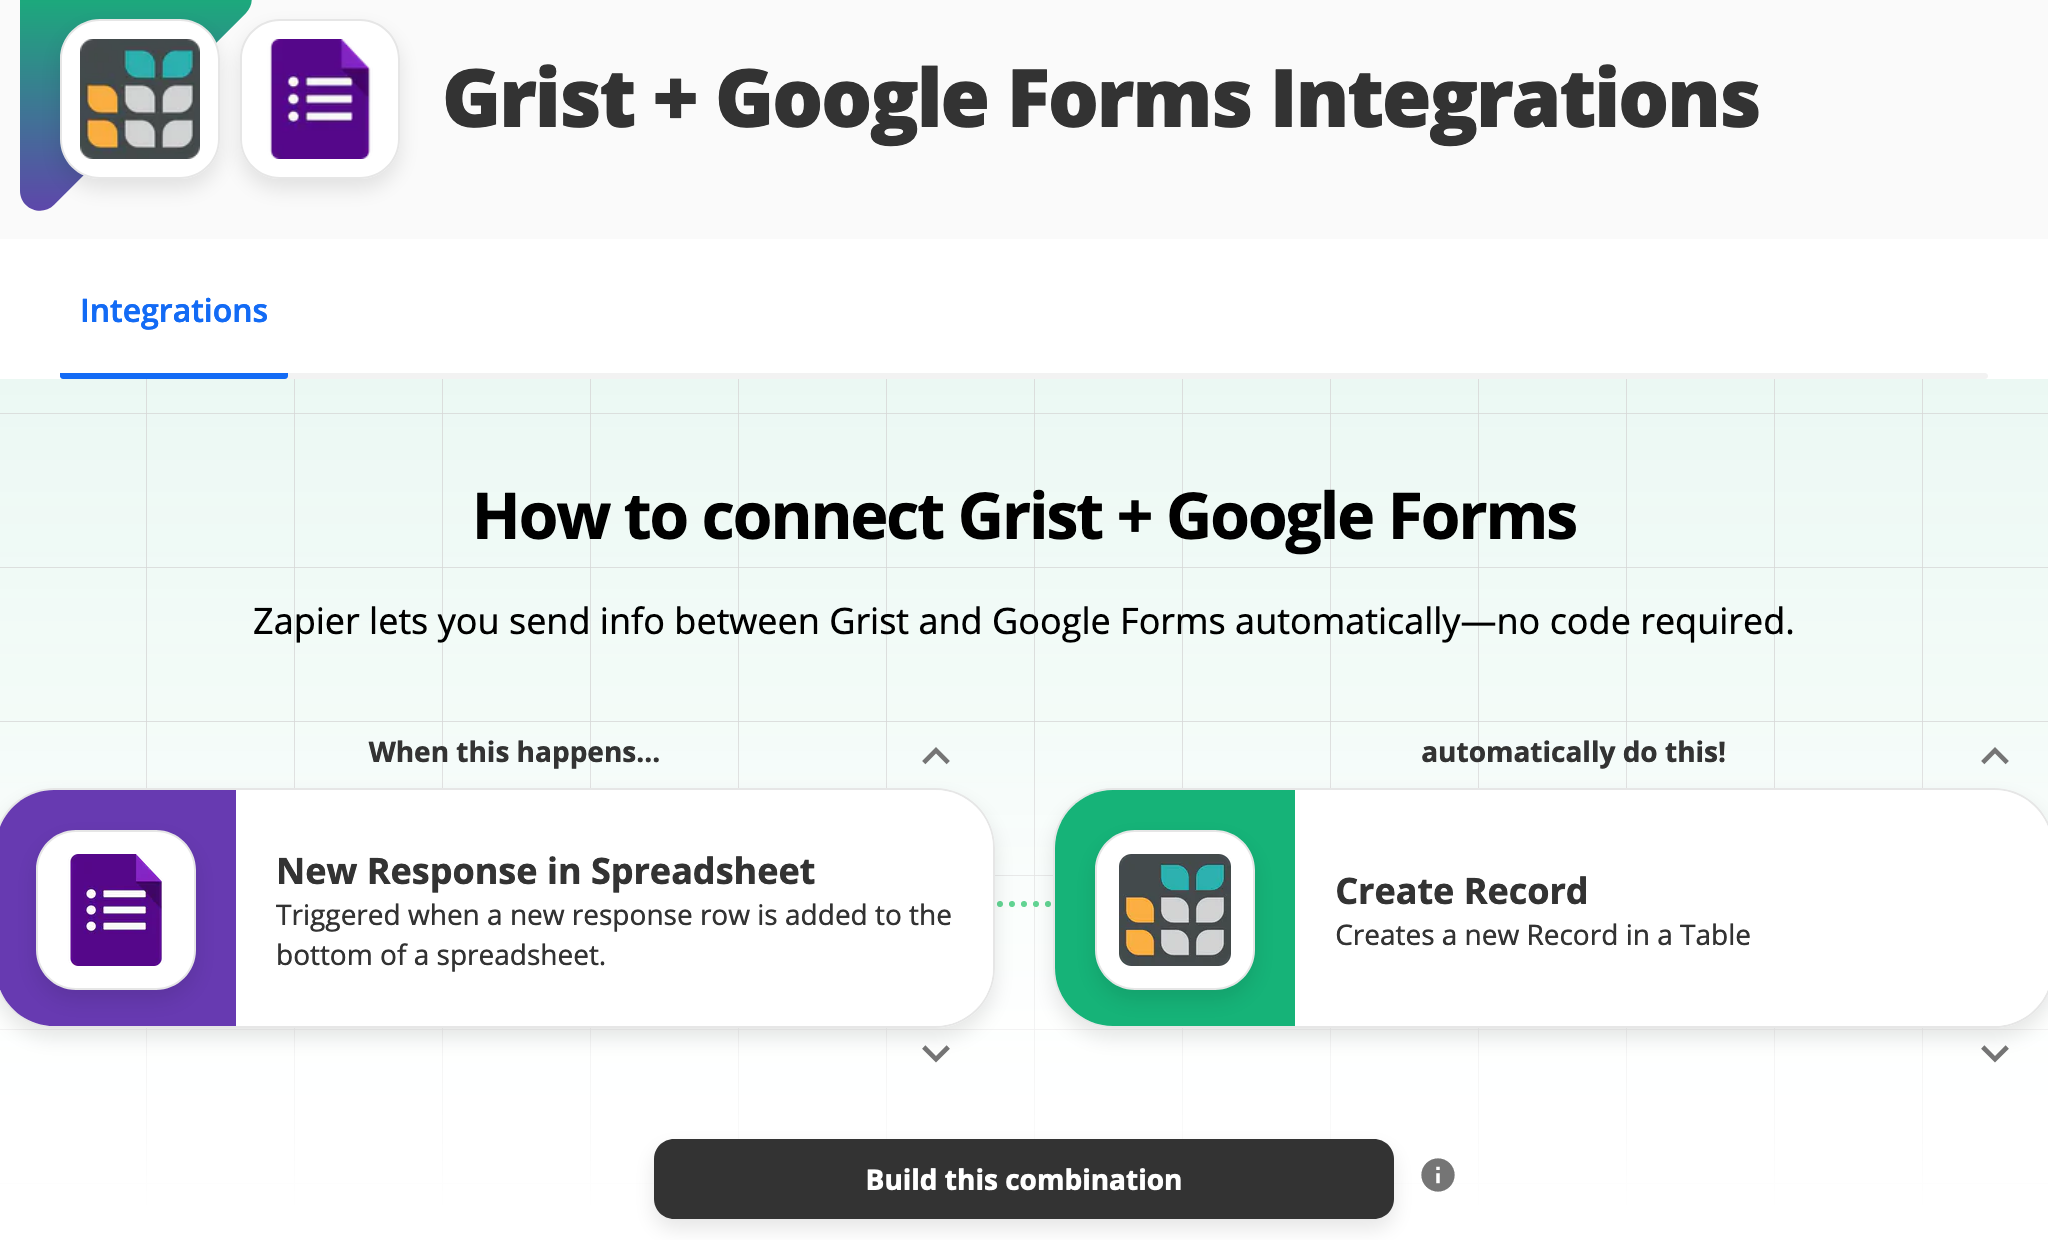 Grist + Google Forms Integrations
Integrations
How to connect Grist + Google Forms
Zapier lets you send info between Grist and Google Forms automatically—no code required.
When this happens...
automatically do this!
New Response in Spreadsheet
Triggered when a new response row is added to the
bottom of a spreadsheet.
Create Record
Creates a new Record in a Table
Build this combination